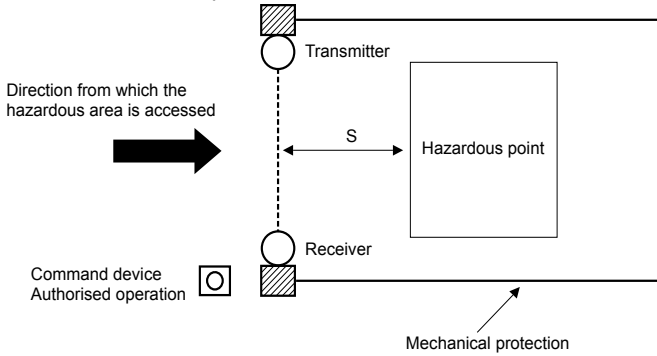 Transmitter
Direction from which the
hazardous area is accessed
S
Hazardous point
Receiver
Command device
Authorised operation
Mechanical protection